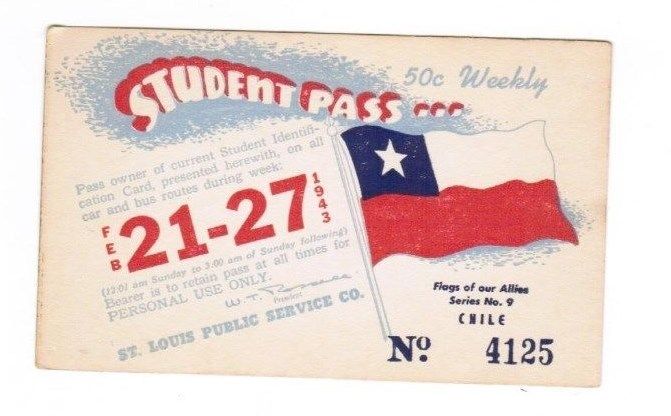 50c Weekly
STUDENT PASS...
Pass owner of current Student Identifi-
cation Card, presented herewith, on all
car and bus routes during week:
FEB 21-27 1943
(12:01 am Sunday to 3:00 am of Sunday following)
Bearer is to retain pass at all times for
PERSONAL USE ONLY.
W. T.
President
ST. LOUIS PUBLIC SERVICE CO.
Flags of our Allies
Series No. 9
CHILE
No. 4125